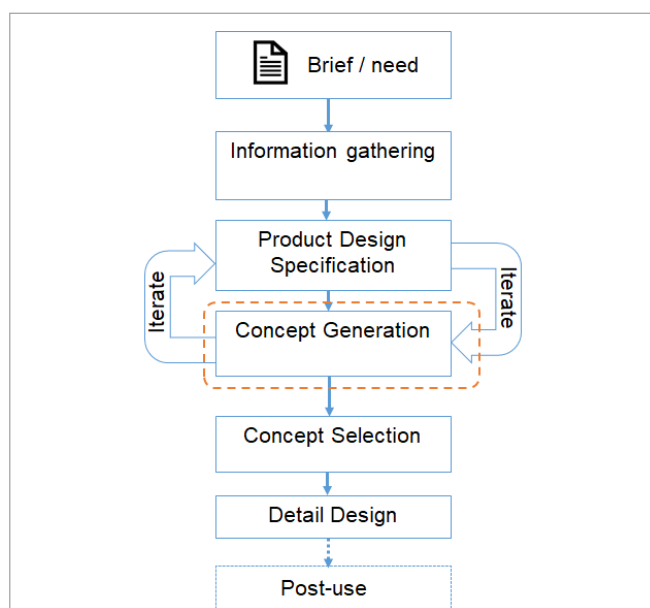 Brief / need
Information gathering
Product Design
Specification
Iterate
Iterate
Concept Generation
Concept Selection
Detail Design
Post-use